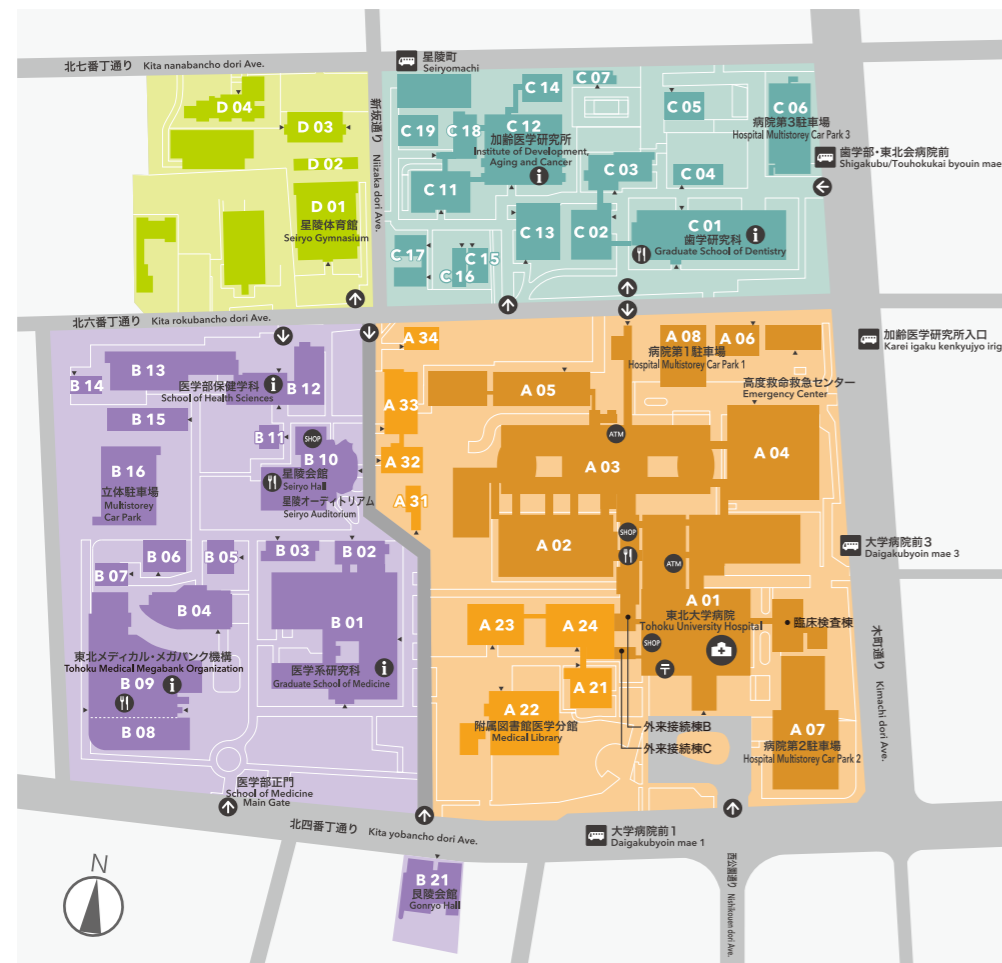 北七番丁通り Kita nanabancho dori Ave.
星陵町
Seiryomachi
新坂通り Niizaka dori Ave.
D 04
D 03
D 02
D 01
星陵体育館
Seiryo Gymnasium
C 14
C 07
C 05
C 06
病院第3駐車場
Hospital Multistorey Car Park 3
C 19
C 18
C 12
加齢医学研究所
Institute of Development,
Aging and Cancer
歯学部・東北会病院前
Shigakubu/Touhokukai byouin mae
C 11
C 03
C 04
C 13
C 02
C 01
歯学研究科
Graduate School of Dentistry
C 17
C 16
C 15
北六番丁通り Kita rokubancho dori Ave.
加齢医学研究所入口
Karei igaku kenkyujyo irig
B 14
B 13
医学部保健学科
School of Health Sciences
B 12
B 15
B 11
SHOP
B 10
星陵会館
Seiryo Hall
星陵オーディトリアム
Seiryo Auditorium
B 16
立体駐車場
Multistorey
Car Park
B 07
B 06
B 05
B 03
B 02
B 04
B 01
医学系研究科
Graduate School of Medicine
東北メディカル・メガバンク機構
Tohoku Medical Megabank Organization
B 09
B 08
医学部正門
School of Medicine
Main Gate
A 34
A 33
A 32
A 31
A 05
A 08
病院第1駐車場
Hospital Multistorey Car Park 1
A 06
高度救命救急センター
Emergency Center
ATM
A 03
A 04
A 02
SHOP
ATM
大学病院前3
Daigakubyoin mae 3
A 01
東北大学病院
Tohoku University Hospital
臨床検査棟
SHOP
〒
A 23
A 24
A 21
A 22
附属図書館医学分館
Medical Library
外来接続棟B
外来接続棟C
A 07
病院第2駐車場
Hospital Multistorey Car Park 2
木町通り Kimachi dori Ave.
北四番丁通り Kita yobancho dori Ave.
大学病院前1
Daigakubyoin mae 1
西公園通り Nishikouen dori Ave.
B 21
艮陵会館
Gonryo Hall
N